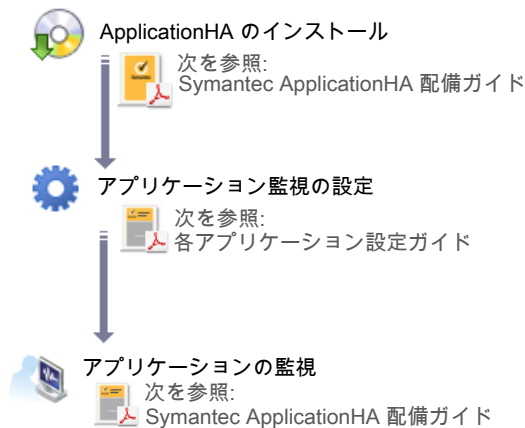 ApplicationHA のインストール
次を参照:
Symantec ApplicationHA 配備ガイド
アプリケーション監視の設定
次を参照:
各アプリケーション設定ガイド
アプリケーションの監視
次を参照:
Symantec ApplicationHA 配備ガイド